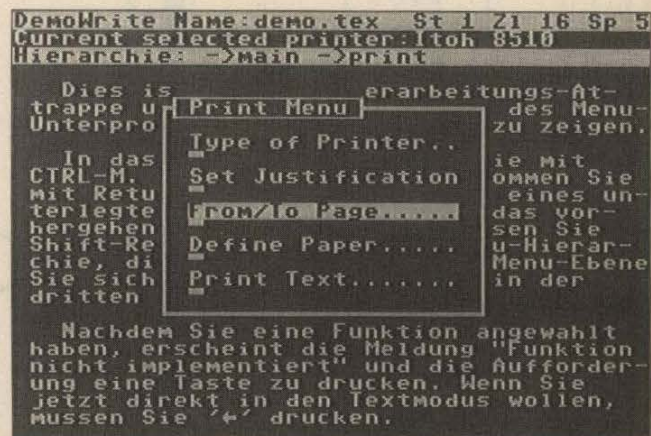 DemoWrite Name:demo.tex St 1 Zl 16 Sp 5
Current selected printer:Itoh 8510
Hierarchie: ->main ->print
Dies is erarbeitungs-At-
trappe u Print Menu des Menu-
Unterpro zu zeigen.
Type of Printer..
In das ie mit
CTRL-M. Set Justification ommen Sie
mit Retu eines un-
terlegte From/To Page..... das vor-
hergehen sen Sie
Shift-Re Define Paper..... u-Hierar-
chie, di Menu-Ebene
Sie sich Print Text....... in der
dritten
Nachdem Sie eine Funktion angewahlt
haben, erscheint die Meldung "Funktion
nicht implementiert" und die Aufforder-
ung eine Taste zu drucken. Wenn Sie
jetzt direkt in den Textmodus wollen,
mussen Sie '←' drucken.